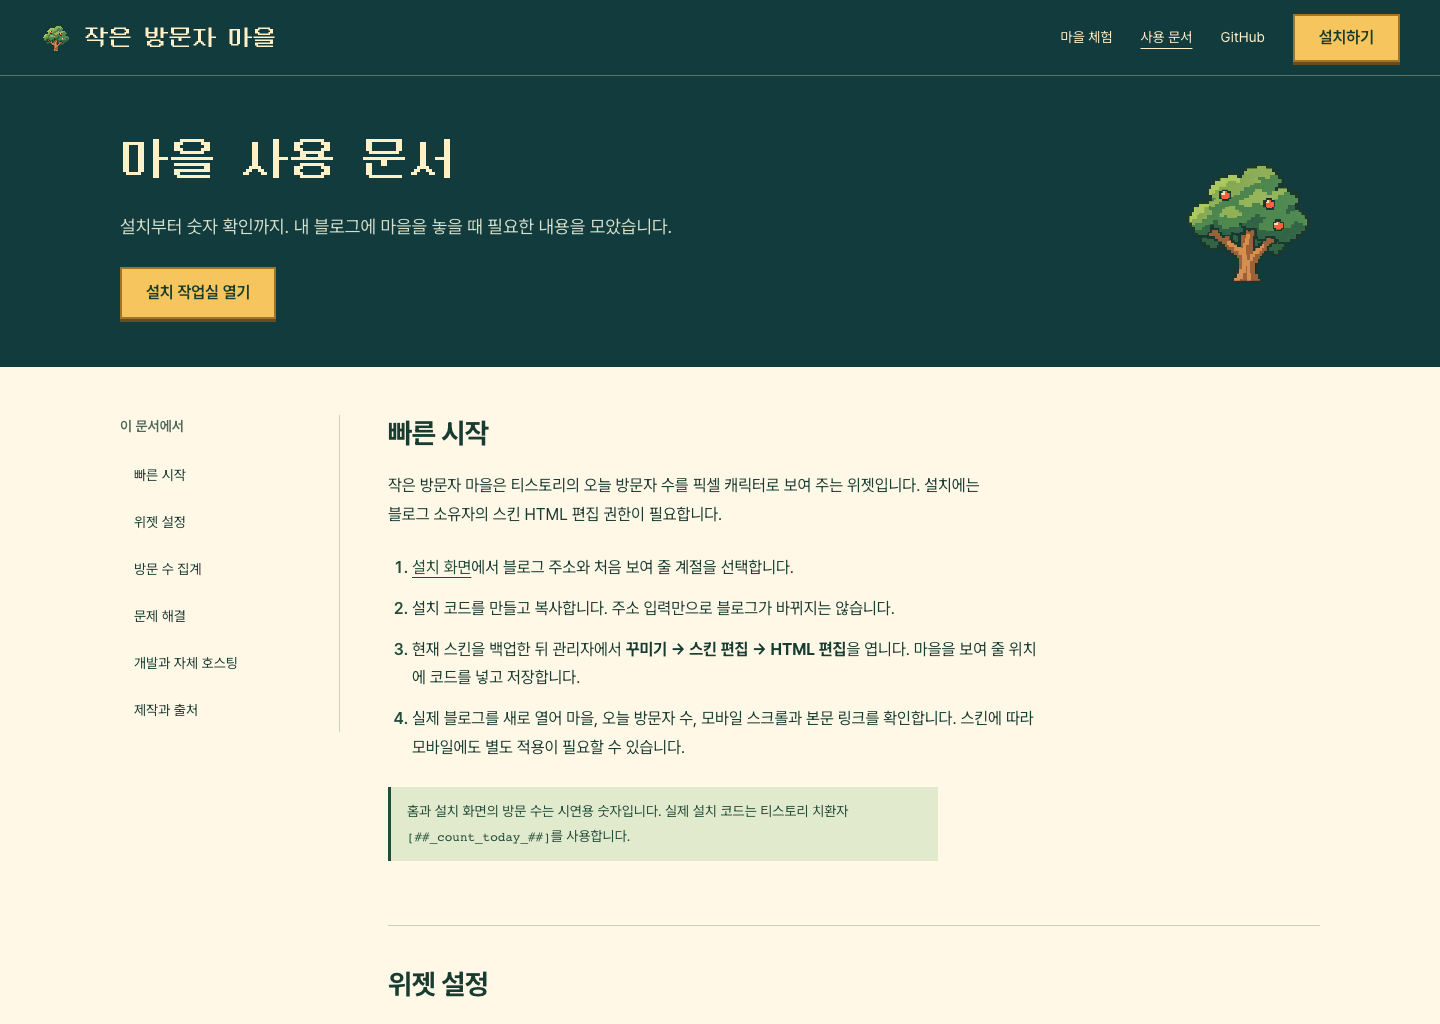 작은 방문자 마을
마을 체험
사용 문서
GitHub
설치하기
마을 사용 문서
설치부터 숫자 확인까지. 내 블로그에 마을을 놓을 때 필요한 내용을 모았습니다.
설치 작업실 열기
이 문서에서
빠른 시작
위젯 설정
방문 수 집계
문제 해결
개발과 자체 호스팅
제작과 출처
빠른 시작
작은 방문자 마을은 티스토리의 오늘 방문자 수를 픽셀 캐릭터로 보여 주는 위젯입니다. 설치에는
블로그 소유자의 스킨 HTML 편집 권한이 필요합니다.
1. 설치 화면에서 블로그 주소와 처음 보여 줄 계절을 선택합니다.
2. 설치 코드를 만들고 복사합니다. 주소 입력만으로 블로그가 바뀌지는 않습니다.
3. 현재 스킨을 백업한 뒤 관리자에서 꾸미기 → 스킨 편집 → HTML 편집을 엽니다. 마을을 보여 줄 위치
에 코드를 넣고 저장합니다.
4. 실제 블로그를 새로 열어 마을, 오늘 방문자 수, 모바일 스크롤과 본문 링크를 확인합니다. 스킨에 따라
모바일에도 별도 적용이 필요할 수 있습니다.
홈과 설치 화면의 방문 수는 시연용 숫자입니다. 실제 설치 코드는 티스토리 치환자
[##_count_today_##]를 사용합니다.
위젯 설정